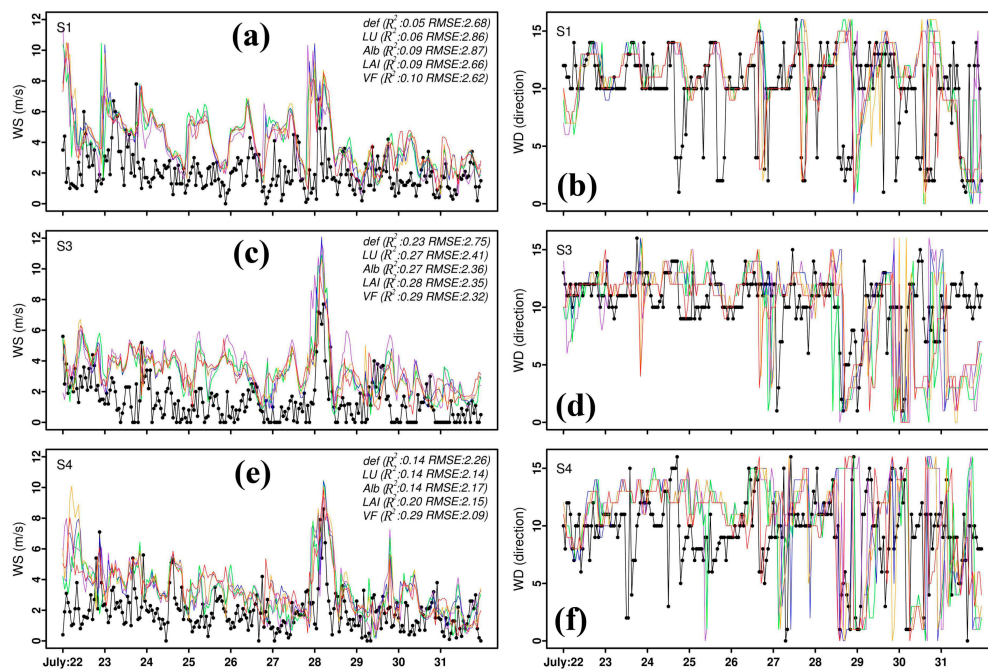 S1
(a)
def (R²:0.05 RMSE:2.68)
LU (R²:0.06 RMSE:2.86)
Alb (R²:0.09 RMSE:2.87)
LAI (R²:0.09 RMSE:2.66)
VF (R²:0.10 RMSE:2.62)
WS (m/s)
0 2 4 6 8 10 12
S1
(b)
WD (direction)
0 5 10 15
S3
(c)
def (R²:0.23 RMSE:2.75)
LU (R²:0.27 RMSE:2.41)
Alb (R²:0.27 RMSE:2.36)
LAI (R²:0.28 RMSE:2.35)
VF (R²:0.29 RMSE:2.32)
WS (m/s)
0 2 4 6 8 10 12
S3
(d)
WD (direction)
0 5 10 15
S4
(e)
def (R²:0.14 RMSE:2.26)
LU (R²:0.14 RMSE:2.14)
Alb (R²:0.14 RMSE:2.17)
LAI (R²:0.20 RMSE:2.15)
VF (R²:0.29 RMSE:2.09)
WS (m/s)
0 2 4 6 8 10 12
July:22 23 24 25 26 27 28 29 30 31
S4
(f)
WD (direction)
0 5 10 15
July:22 23 24 25 26 27 28 29 30 31